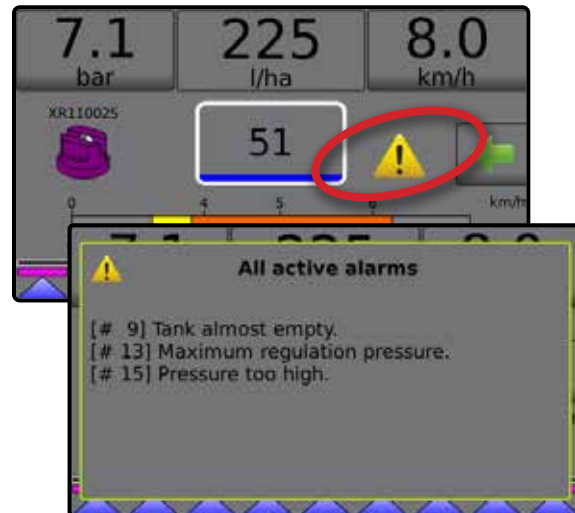 7.1 225 8.0
bar l/ha km/h
XR110025
51
0 4 5 6 km/h
All active alarms
[# 9] Tank almost empty.
[# 13] Maximum regulation pressure.
[# 15] Pressure too high.